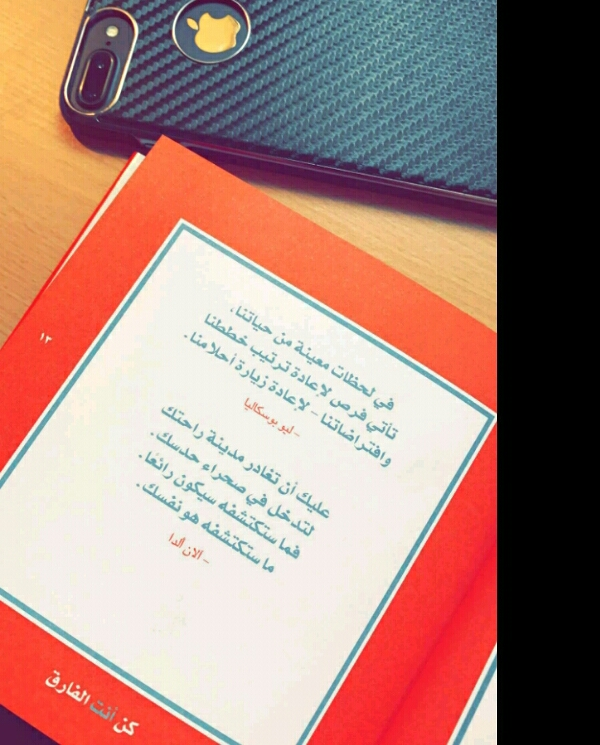 في لحظات معينة من حياتنا،
تأتي فرص لإعادة ترتيب خططنا
وافتراضاتنا – لإعادة زيارة أحلامنا.
– ليو بوسكاليا
عليك أن تغادر مدينة راحتك
لتدخل في صحراء حدسك.
فما ستكتشفه سيكون رائعًا.
ما ستكتشفه هو نفسك.
– آلان ألدا
١٣
كن أنت الفارق